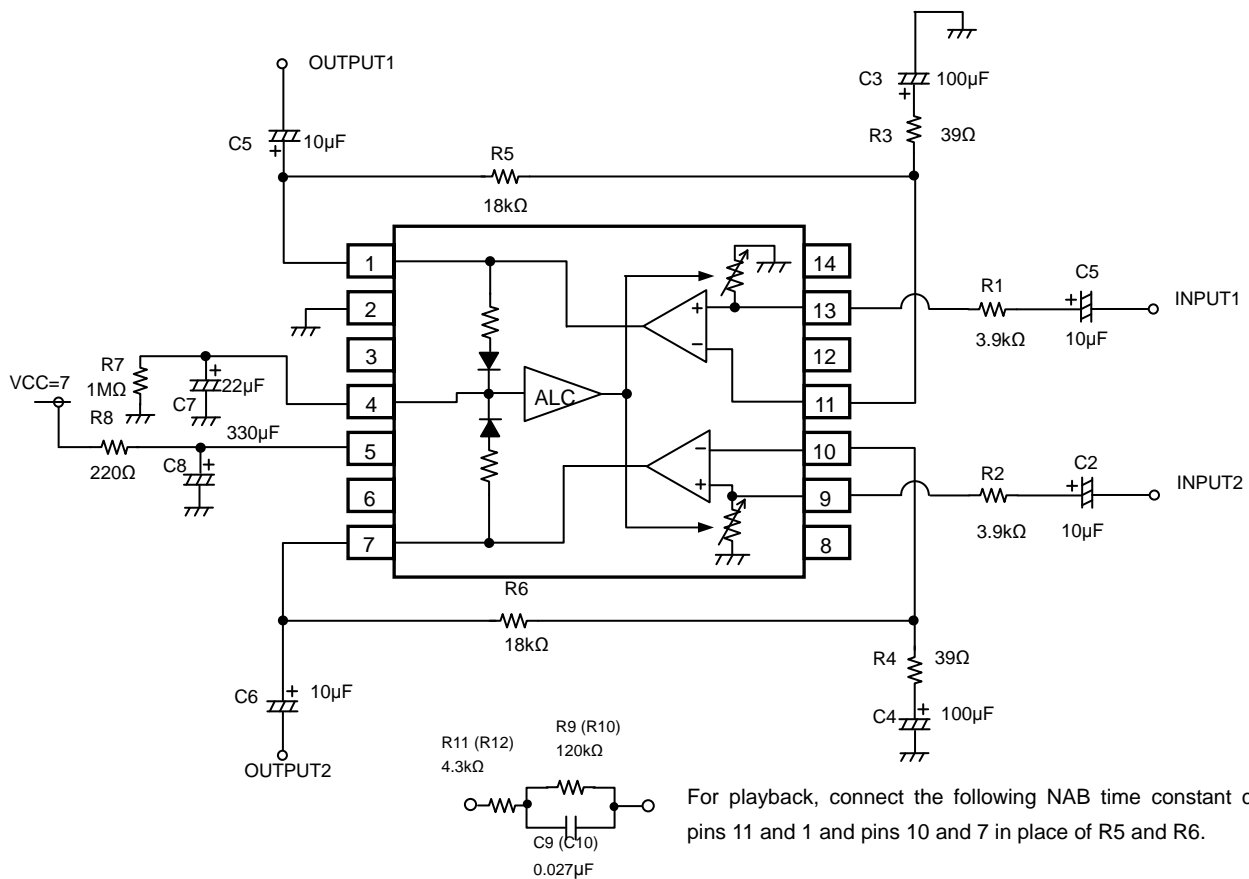 OUTPUT1
C3
100μF
C5
10μF
R3
39Ω
R5
18kΩ
1
14
C5
R1
INPUT1
2
+
13
+
3.9kΩ
10μF
3
−
12
R7
+
VCC=7
1MΩ
22μF
C7
4
ALC
11
R8
330μF
5
−
10
C8
+
220Ω
C2
R2
INPUT2
6
+
9
+
3.9kΩ
10μF
7
8
R6
18kΩ
R4
39Ω
C6
+
10μF
C4
+
100μF
OUTPUT2
R11 (R12)
4.3kΩ
R9 (R10)
120kΩ
C9 (C10)
0.027μF
For playback, connect the following NAB time constant
pins 11 and 1 and pins 10 and 7 in place of R5 and R6.